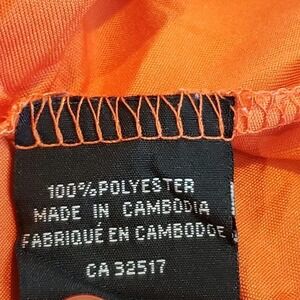 100% POLYESTER
MADE IN CAMBODIA
FABRIQUÉ EN CAMBODGE
CA 32517